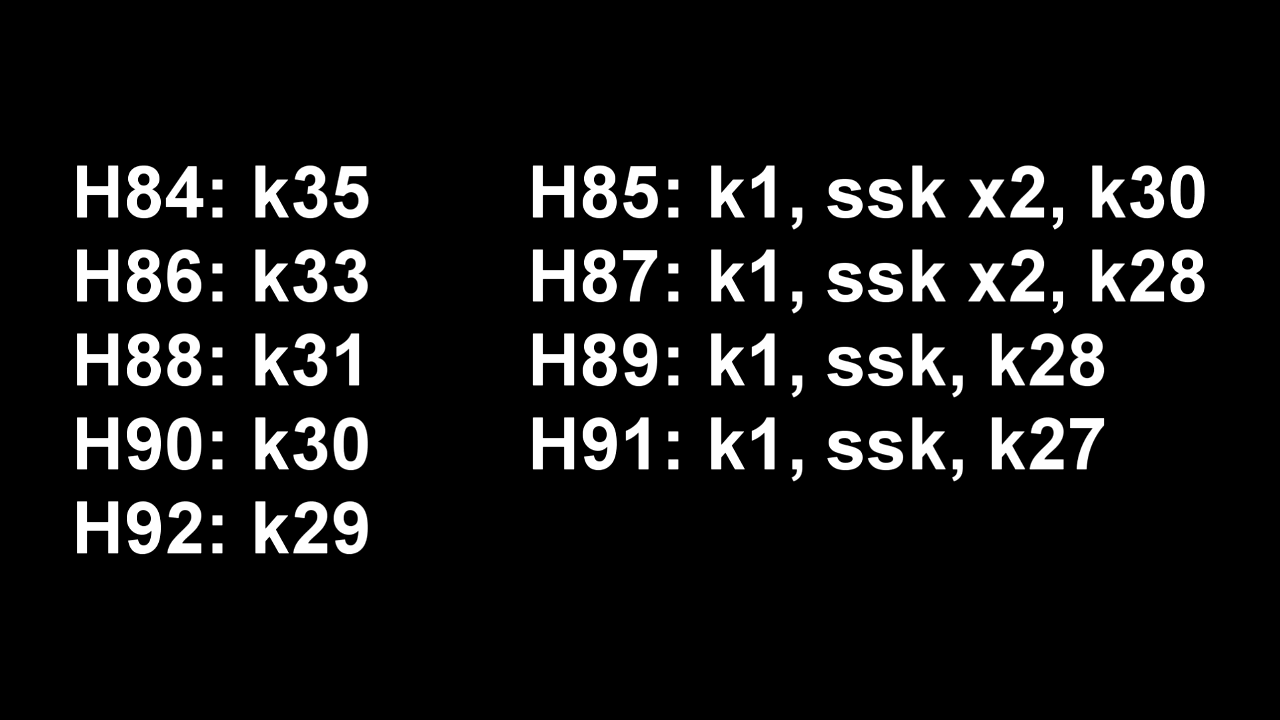 H84: k35
H86: k33
H88: k31
H90: k30
H92: k29
H85: k1, ssk x2, k30
H87: k1, ssk x2, k28
H89: k1, ssk, k28
H91: k1, ssk, k27